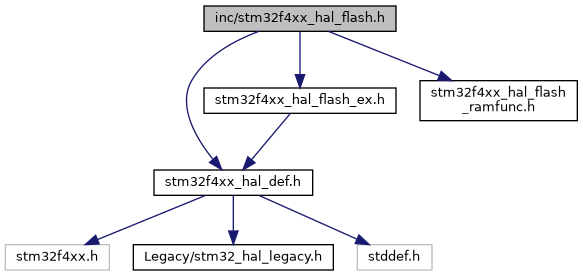 inc/stm32f4xx_hal_flash.h
stm32f4xx_hal_flash_ex.h
stm32f4xx_hal_flash
_ramfunc.h
stm32f4xx_hal_def.h
stm32f4xx.h
Legacy/stm32_hal_legacy.h
stddef.h